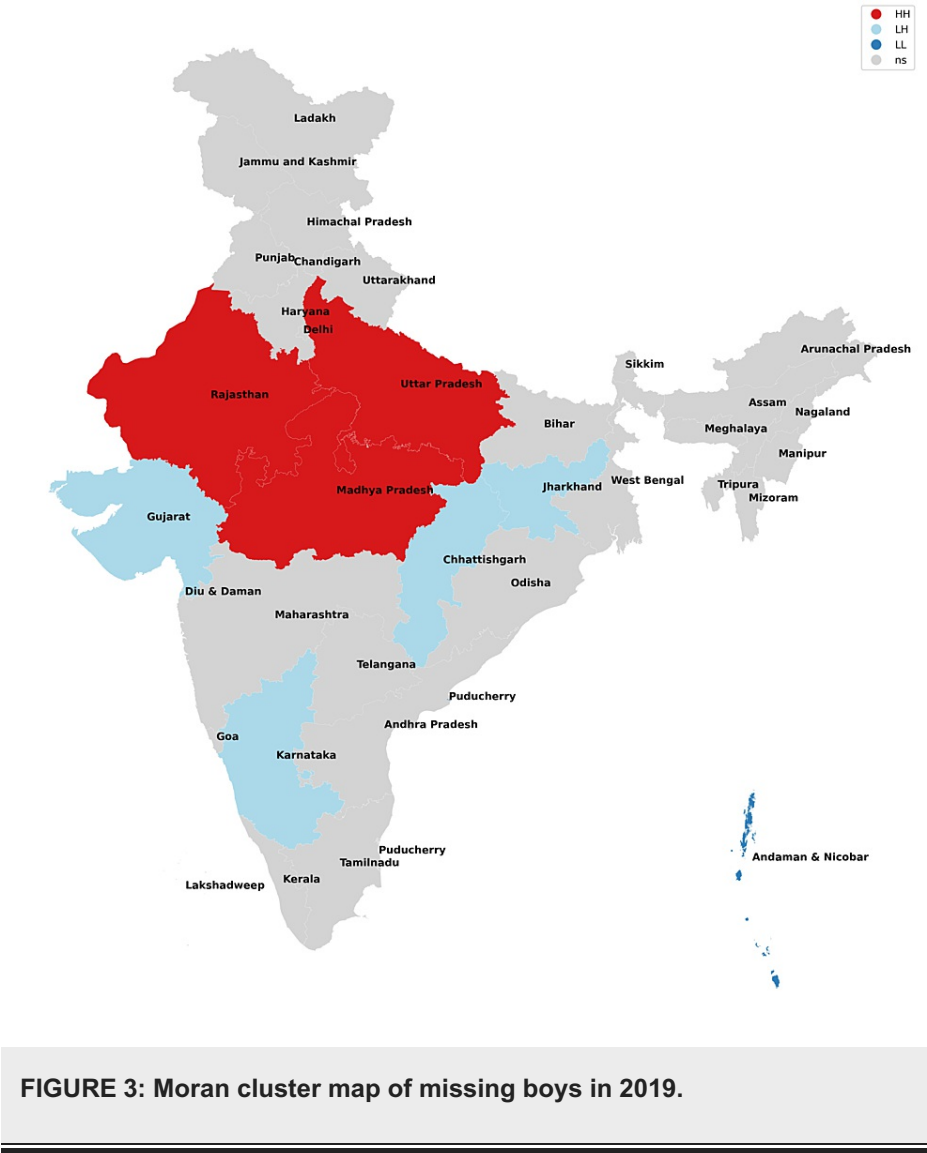 HH
LH
LL
ns
Ladakh
Jammu and Kashmir
Himachal Pradesh
Punjab
Chandigarh
Uttarakhand
Haryana
Delhi
Arunachal Pradesh
Sikkim
Uttar Pradesh
Rajasthan
Assam
Nagaland
Bihar
Meghalaya
Manipur
West Bengal
Tripura
Jharkhand
Madhya Pradesh
Mizoram
Gujarat
Chhattishgarh
Odisha
Diu & Daman
Maharashtra
Telangana
Puducherry
Andhra Pradesh
Goa
Karnataka
Puducherry
Andaman & Nicobar
Tamilnadu
Kerala
Lakshadweep
FIGURE 3: Moran cluster map of missing boys in 2019.